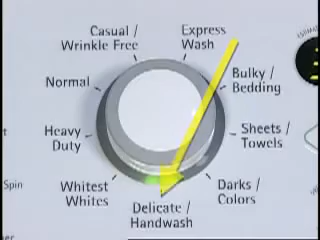 Casual /
Wrinkle Free
Express
Wash
Normal
Bulky /
Bedding
Heavy
Duty
Sheets /
Towels
Whitest
Whites
Darks /
Colors
Delicate /
Handwash
Spin